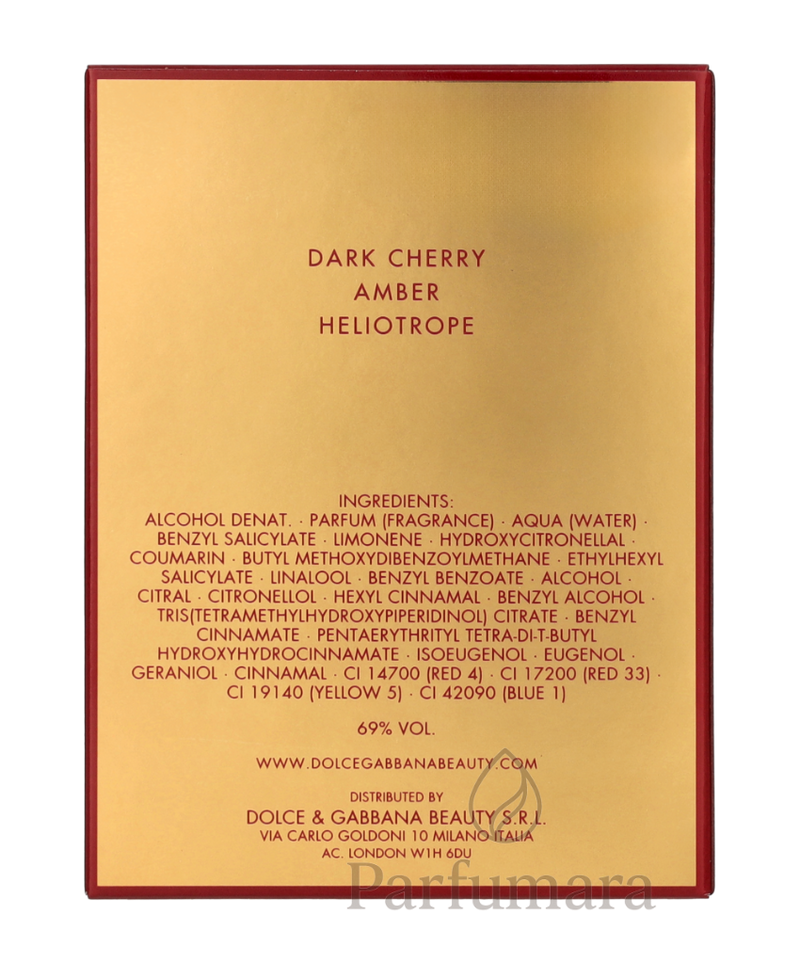 DARK CHERRY
AMBER
HELIOTROPE
INGREDIENTS:
ALCOHOL DENAT. · PARFUM (FRAGRANCE) · AQUA (WATER) ·
BENZYL SALICYLATE · LIMONENE · HYDROXYCITRONELLAL ·
COUMARIN · BUTYL METHOXYDIBENZOYLMETHANE · ETHYLHEXYL
SALICYLATE · LINALOOL · BENZYL BENZOATE · ALCOHOL ·
CITRAL · CITRONELLOL · HEXYL CINNAMAL · BENZYL ALCOHOL ·
TRIS(TETRAMETHYLHYDROXYPIPERIDINOL) CITRATE · BENZYL
CINNAMATE · PENTAERYTHRITYL TETRA-DI-T-BUTYL
HYDROXYHYDROCINNAMATE · ISOEUGENOL · EUGENOL ·
GERANIOL · CINNAMAL · CI 14700 (RED 4) · CI 17200 (RED 33) ·
CI 19140 (YELLOW 5) · CI 42090 (BLUE 1)
69% VOL.
WWW.DOLCEGABBANABEAUTY.COM
DISTRIBUTED BY
DOLCE & GABBANA BEAUTY S.R.L.
VIA CARLO GOLDONI 10 MILANO ITALIA
AC. LONDON W1H 6DU
Parfumara